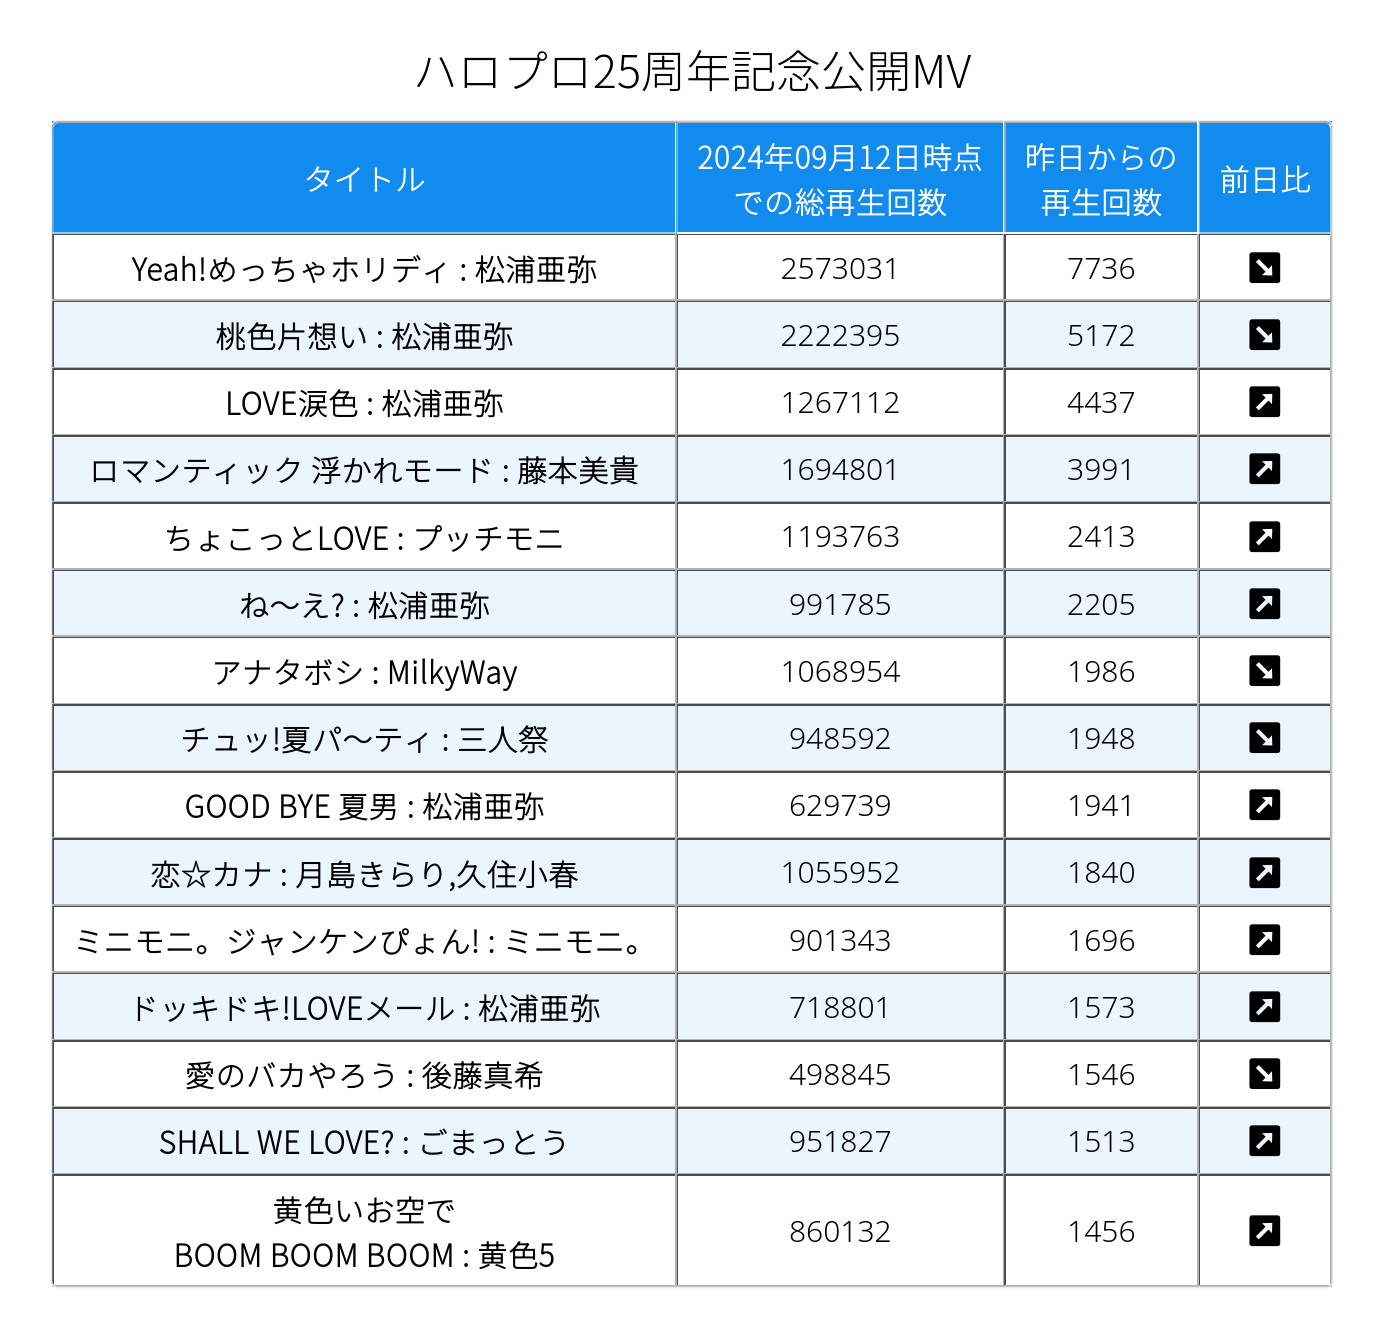 ハロプロ25周年記念公開MV
タイトル 2024年09月12日時点 昨日からの 前日比
での総再生回数 再生回数
Yeah!めっちゃホリディ : 松浦亜弥 2573031 7736 ↘
桃色片想い : 松浦亜弥 2222395 5172 ↘
LOVE涙色 : 松浦亜弥 1267112 4437 ↗
ロマンティック 浮かれモード : 藤本美貴 1694801 3991 ↗
ちょこっとLOVE : プッチモニ 1193763 2413 ↗
ね〜え? : 松浦亜弥 991785 2205 ↗
アナタボシ : MilkyWay 1068954 1986 ↘
チュッ!夏パ〜ティ : 三人祭 948592 1948 ↘
GOOD BYE 夏男 : 松浦亜弥 629739 1941 ↗
恋☆カナ : 月島きらり,久住小春 1055952 1840 ↗
ミニモニ。ジャンケンぴょん! : ミニモニ。 901343 1696 ↗
ドッキドキ!LOVEメール : 松浦亜弥 718801 1573 ↗
愛のバカやろう : 後藤真希 498845 1546 ↘
SHALL WE LOVE? : ごまっとう 951827 1513 ↗
黄色いお空で
BOOM BOOM BOOM : 黄色5 860132 1456 ↗